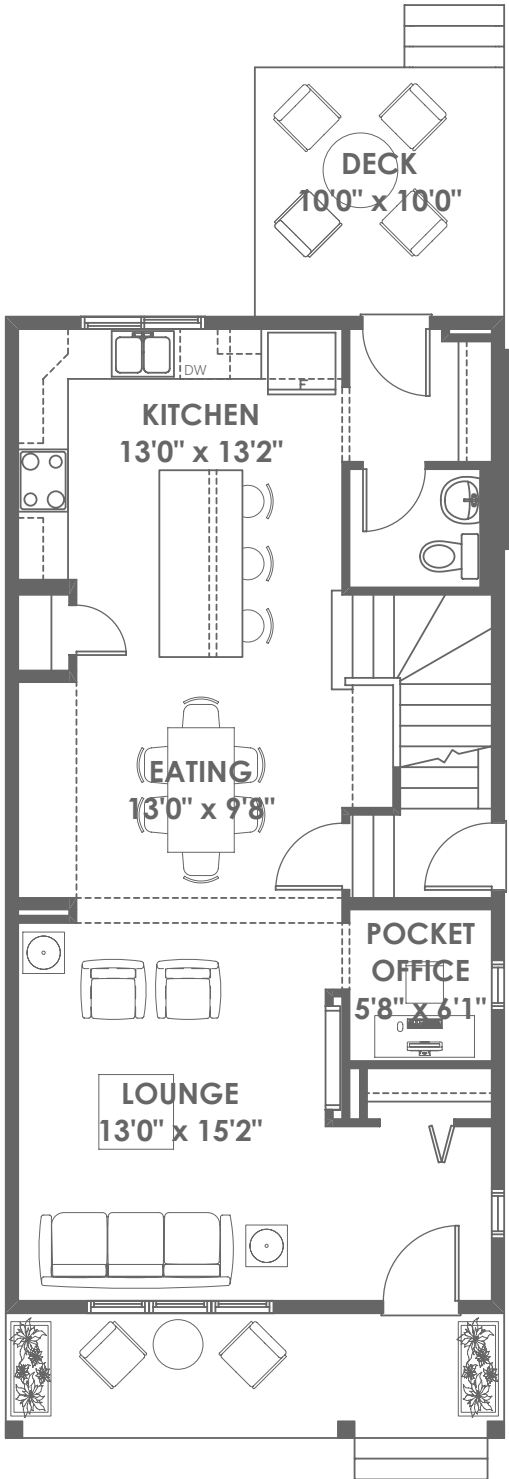 DECK
10'0" x 10'0"
DW
F
KITCHEN
13'0" x 13'2"
EATING
13'0" x 9'8"
POCKET
OFFICE
5'8" x 6'1"
LOUNGE
13'0" x 15'2"